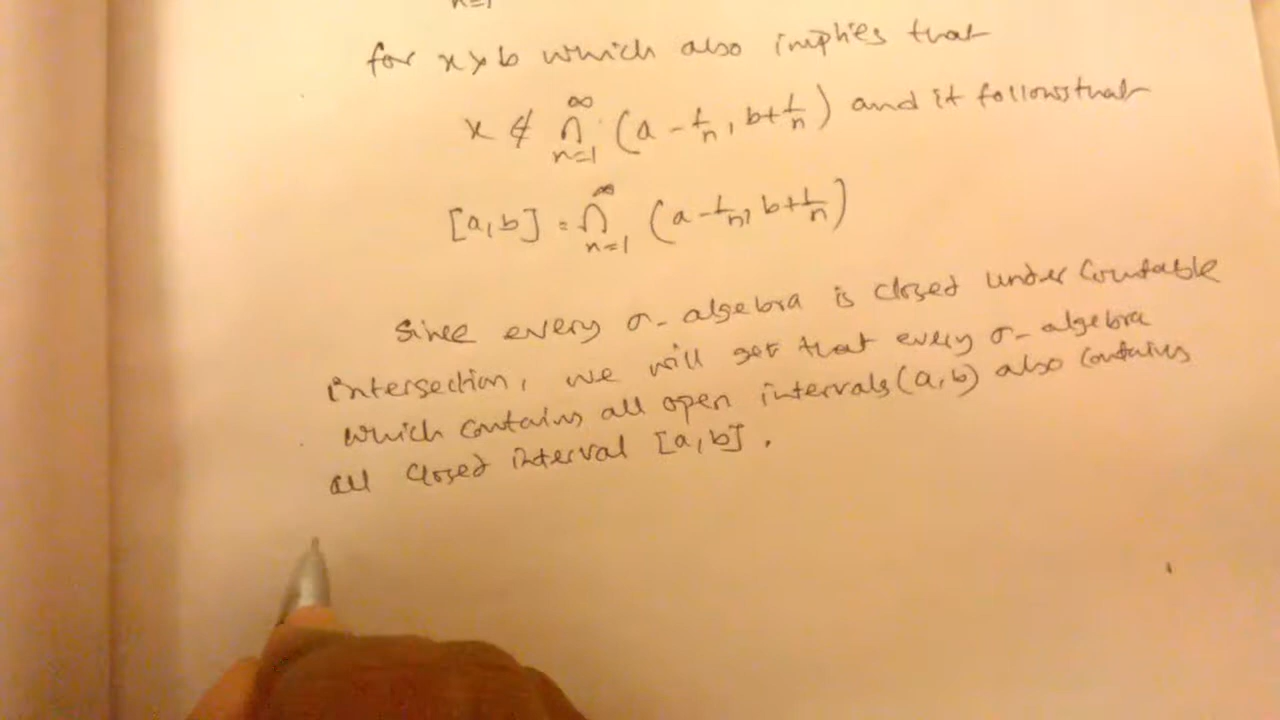 n=1
for x>b which also implies that
x ∉ ∞ ∩ n=1 (a - 1/n, b+1/n) and it follows that
[a,b] = ∞ ∩ n=1 (a - 1/n, b+1/n)
Since every σ-algebra is closed under Countable
intersection, we will get that every σ-algebra
which contains all open intervals (a,b) also contains
all closed interval [a,b].